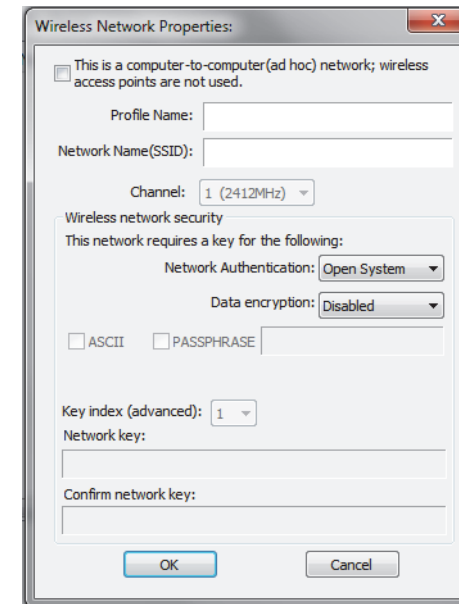 Wireless Network Properties:
This is a computer-to-computer(ad hoc) network; wireless
access points are not used.
Profile Name:
Network Name(SSID):
Channel: 1 (2412MHz)
Wireless network security
This network requires a key for the following:
Network Authentication: Open System
Data encryption: Disabled
ASCII PASSPHRASE
Key index (advanced): 1
Network key:
Confirm network key:
OK Cancel